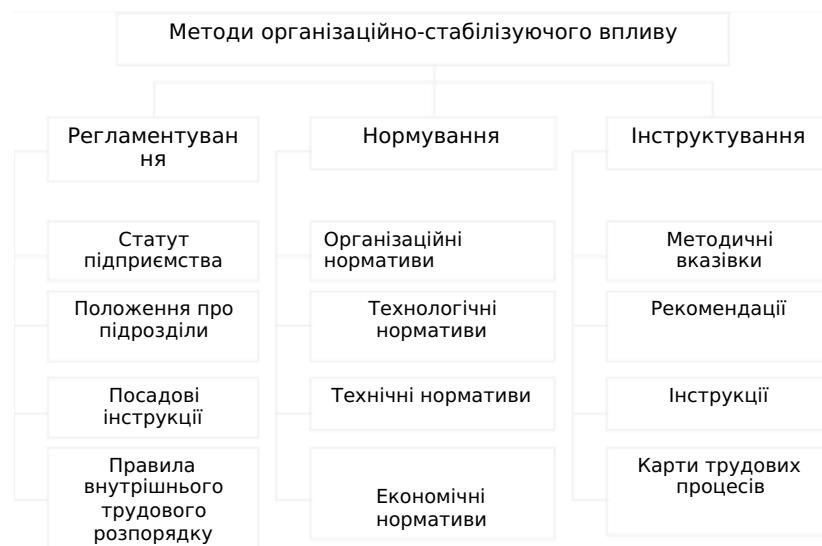 Методи організаційно-стабілізуючого впливу
Регламентуван
ня
Нормування
Інструктування
Статут
підприємства
Організаційні
нормативи
Методичні
вказівки
Положення про
підрозділи
Технологічні
нормативи
Рекомендації
Посадові
інструкції
Технічні нормативи
Інструкції
Правила
внутрішнього
трудового
розпорядку
Економічні
нормативи
Карти трудових
процесів